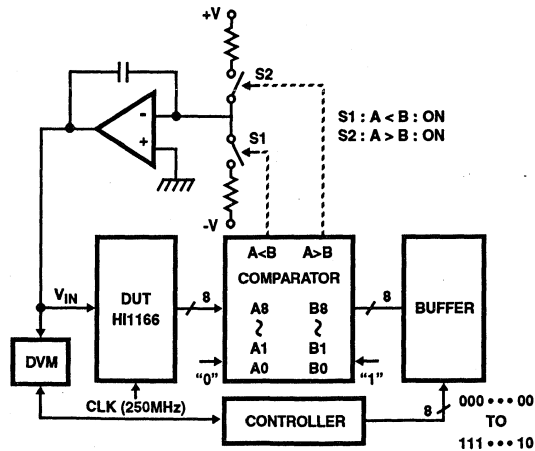 +V
S2
S1 : A < B : ON
S2 : A > B : ON
-
+
S1
-V
A<B A>B
COMPARATOR
VIN
DUT
HI1166
8
A8 B8
8
BUFFER
A1 B1
A0 B0
DVM
"0"
"1"
CLK (250MHz)
CONTROLLER
8
000 • • • 00
TO
111 • • • 10